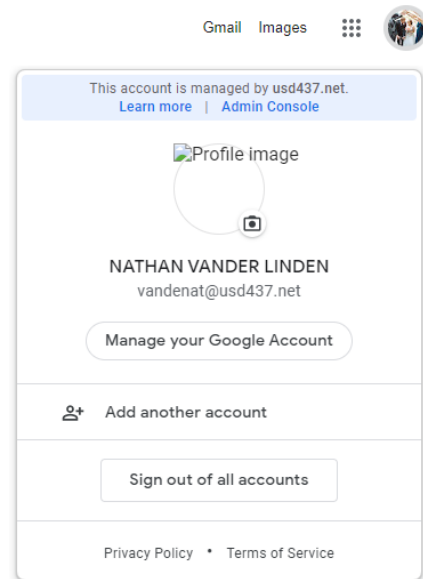 Gmail Images
This account is managed by usd437.net.
Learn more | Admin Console
Profile image
NATHAN VANDER LINDEN
vandenat@usd437.net
Manage your Google Account
Add another account
Sign out of all accounts
Privacy Policy • Terms of Service